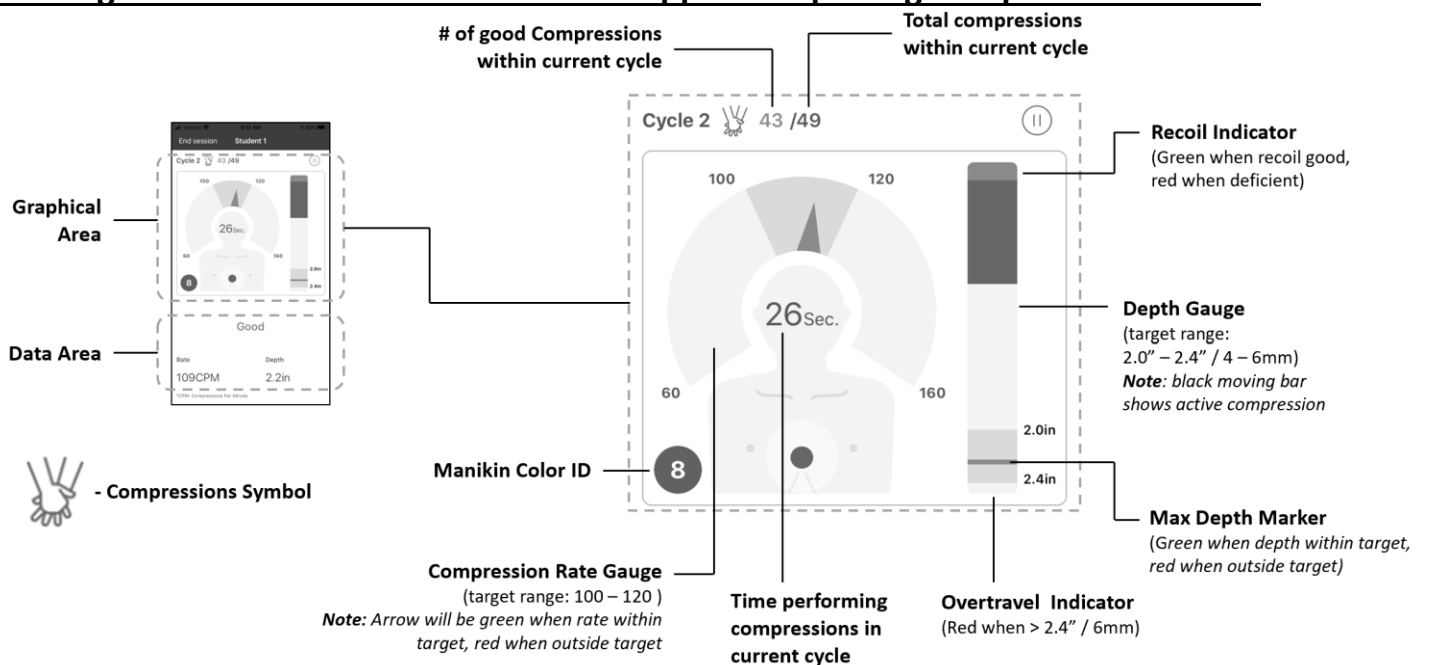 # of good Compressions
within current cycle
Total compressions
within current cycle
End session Student 1
Cycle 2 43 /49
100 120
26Sec.
60 160
8
2.0in
2.4in
Good
Rate Depth
109CPM 2.2in
*CPM: Compressions Per Minute
Graphical
Area
Data Area
- Compressions Symbol
Cycle 2 43 /49
100 120
26Sec.
60 160
8
2.0in
2.4in
Recoil Indicator
(Green when recoil good,
red when deficient)
Depth Gauge
(target range:
2.0” – 2.4” / 4 – 6mm)
Note: black moving bar
shows active compression
Manikin Color ID
Max Depth Marker
(Green when depth within target,
red when outside target)
Compression Rate Gauge
(target range: 100 – 120 )
Note: Arrow will be green when rate within
target, red when outside target
Time performing
compressions in
current cycle
Overtravel Indicator
(Red when > 2.4” / 6mm)